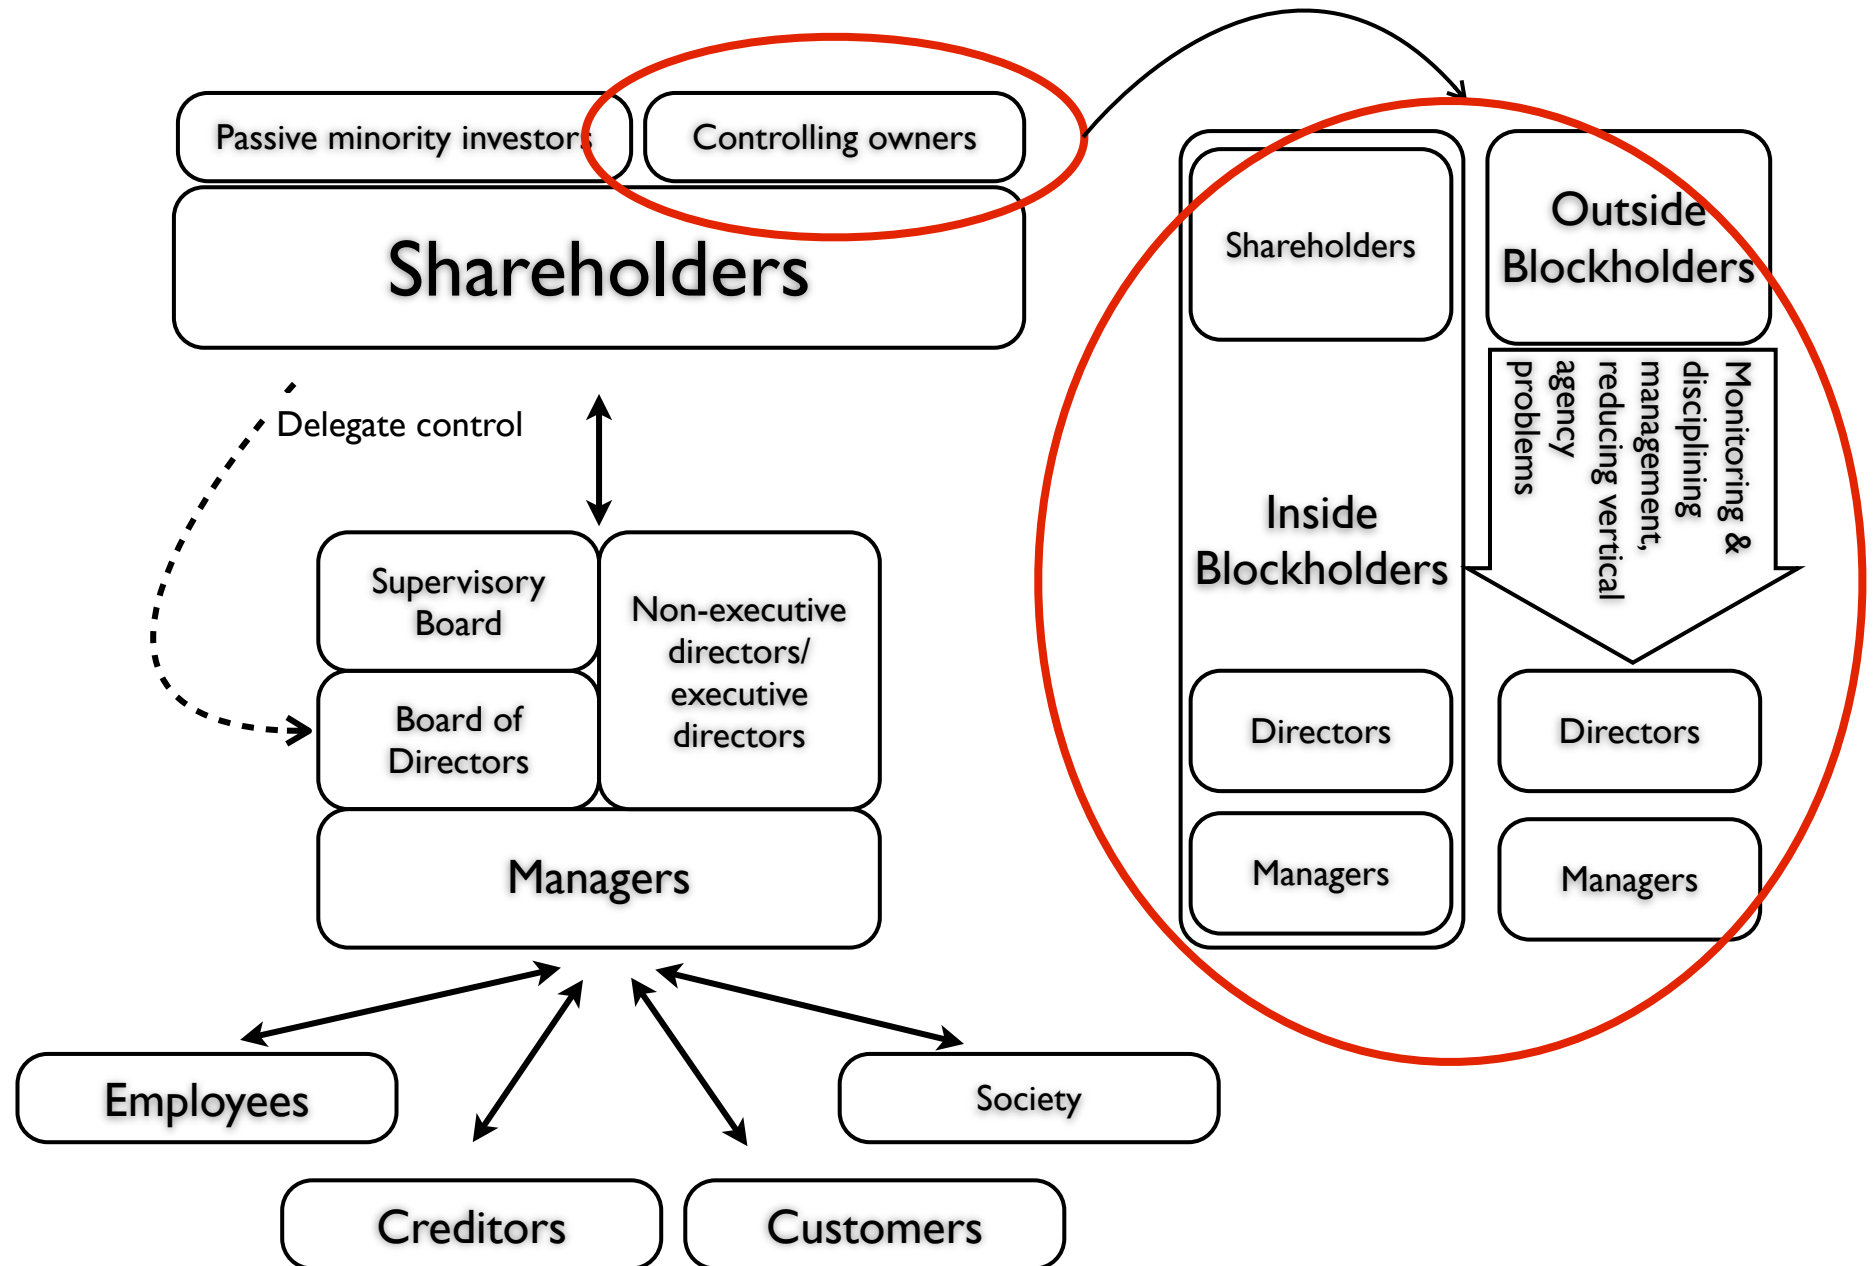 Passive minority investors
Controlling owners
Shareholders
Delegate control
Supervisory
Board
Non-executive
directors/
executive
directors
Board of
Directors
Managers
Employees
Society
Creditors
Customers
Shareholders
Inside
Blockholders
Directors
Managers
Outside
Blockholders
Monitoring &
disciplining
management,
reducing vertical
agency
problems
Directors
Managers